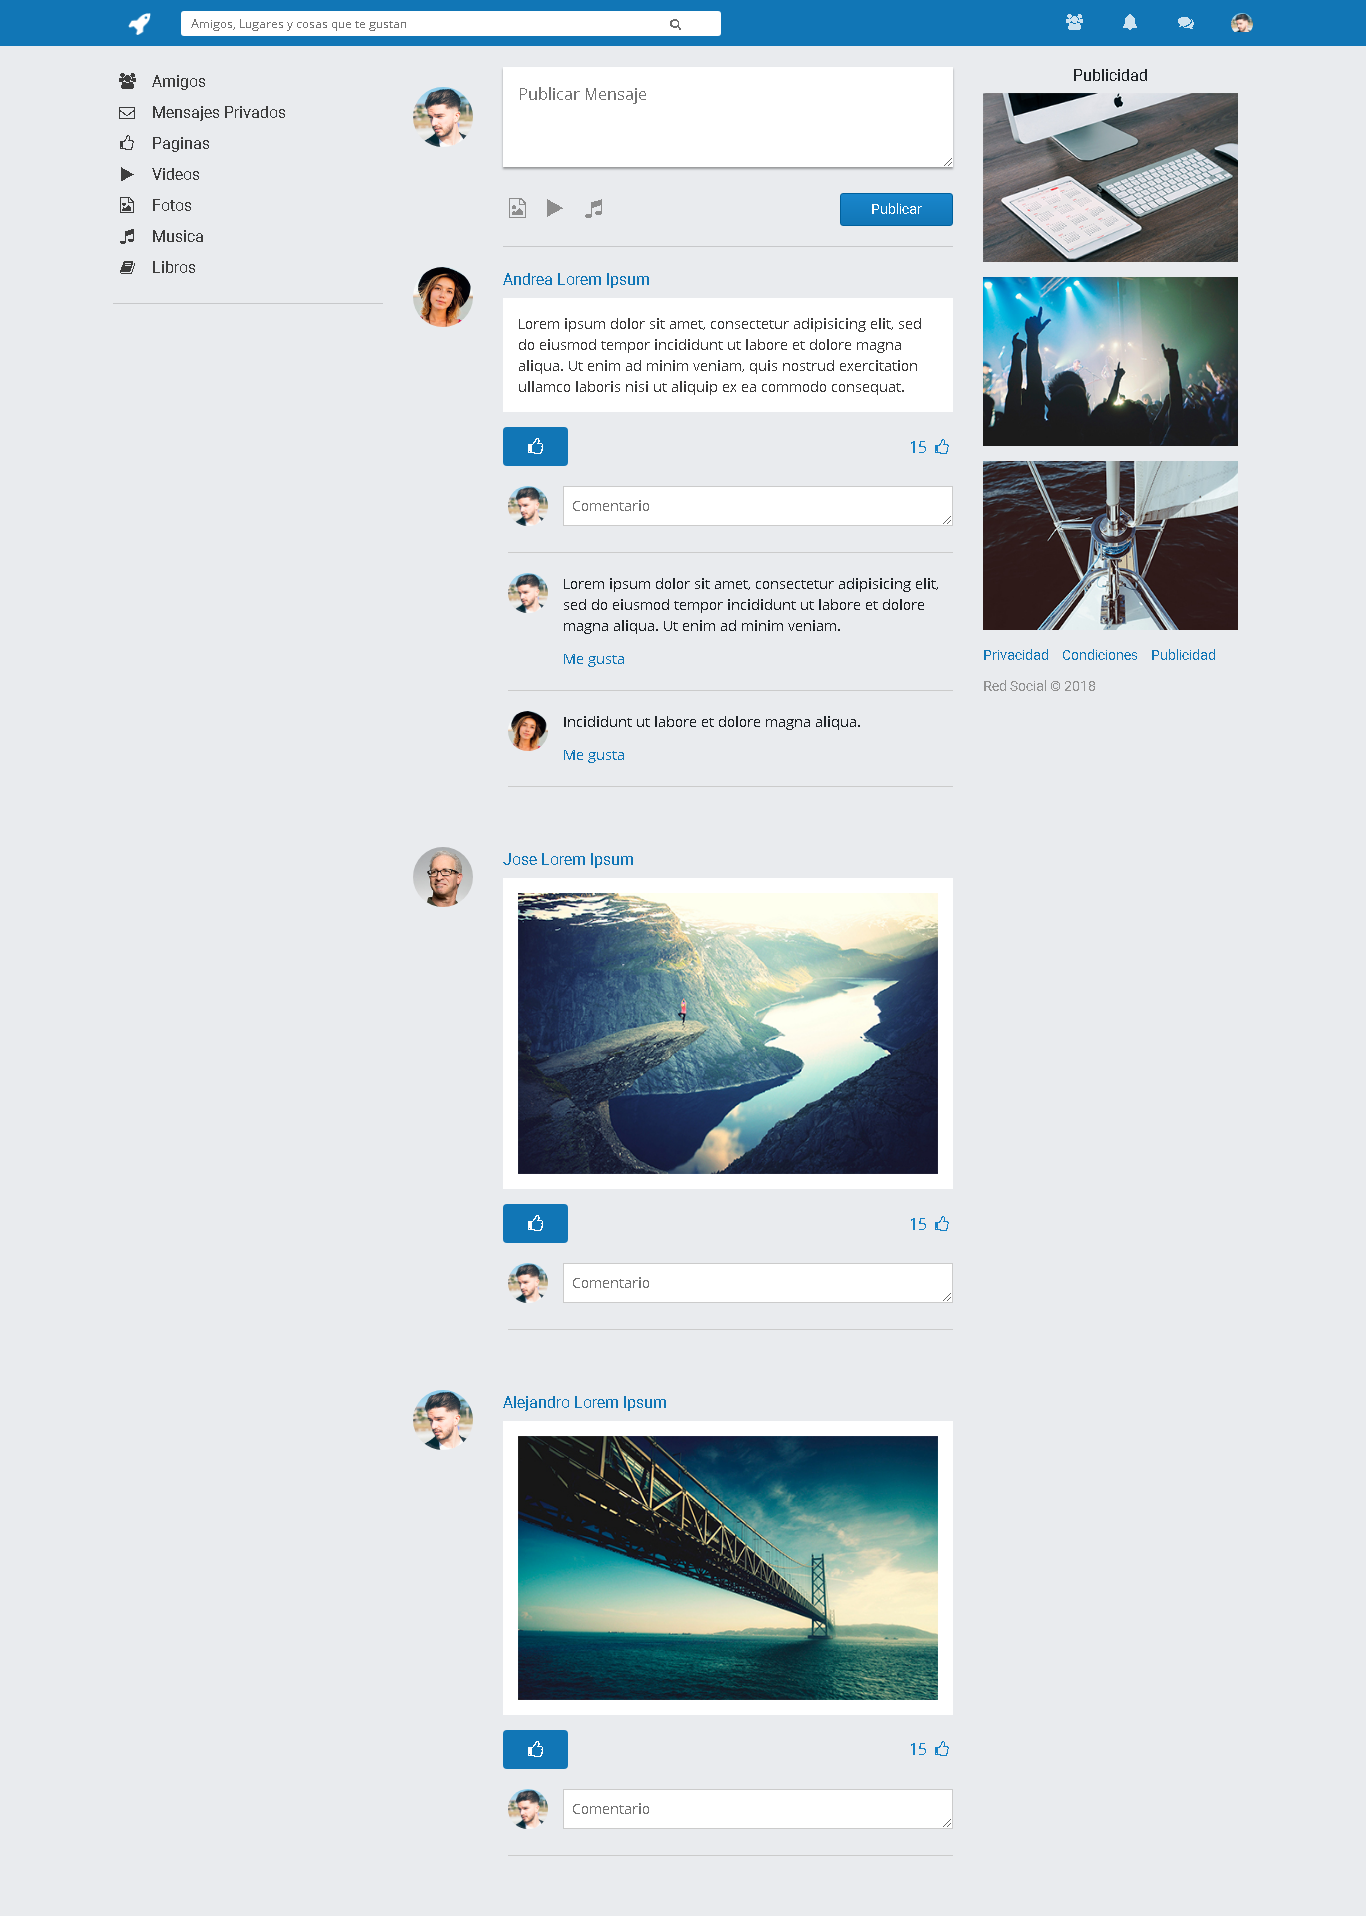 Amigos, Lugares y cosas que te gustan
Amigos
Mensajes Privados
Paginas
Videos
Fotos
Musica
Libros
Publicar Mensaje
Publicar
Andrea Lorem Ipsum
Lorem ipsum dolor sit amet, consectetur adipisicing elit, sed
do eiusmod tempor incididunt ut labore et dolore magna
aliqua. Ut enim ad minim veniam, quis nostrud exercitation
ullamco laboris nisi ut aliquip ex ea commodo consequat.
15
Comentario
Lorem ipsum dolor sit amet, consectetur adipisicing elit,
sed do eiusmod tempor incididunt ut labore et dolore
magna aliqua. Ut enim ad minim veniam.
Me gusta
Incididunt ut labore et dolore magna aliqua.
Me gusta
Jose Lorem Ipsum
15
Comentario
Alejandro Lorem Ipsum
15
Comentario
Publicidad
Privacidad Condiciones Publicidad
Red Social © 2018